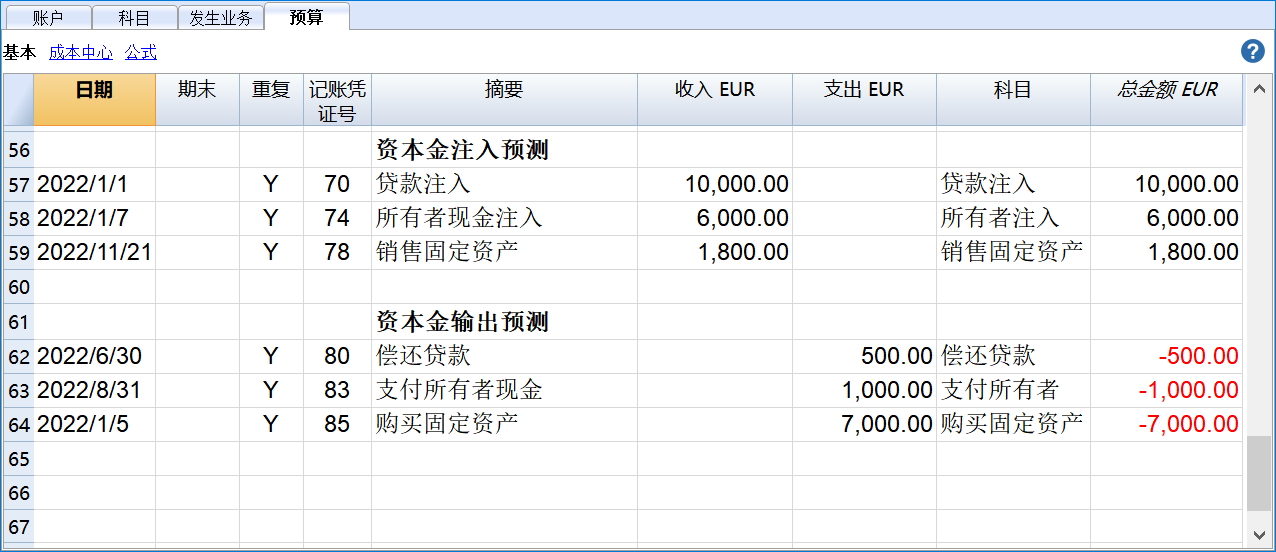 账户 科目 发生业务 预算
基本 成本中心 公式 ?
日期 期末 重复 记账凭证号 摘要 收入 EUR 支出 EUR 科目 总金额 EUR
56 资本金注入预测
57 2022/1/1 Y 70 贷款注入 10,000.00 贷款注入 10,000.00
58 2022/1/7 Y 74 所有者现金注入 6,000.00 所有者注入 6,000.00
59 2022/11/21 Y 78 销售固定资产 1,800.00 销售固定资产 1,800.00
60
61 资本金输出预测
62 2022/6/30 Y 80 偿还贷款 500.00 偿还贷款 -500.00
63 2022/8/31 Y 83 支付所有者现金 1,000.00 支付所有者 -1,000.00
64 2022/1/5 Y 85 购买固定资产 7,000.00 购买固定资产 -7,000.00
65
66
67